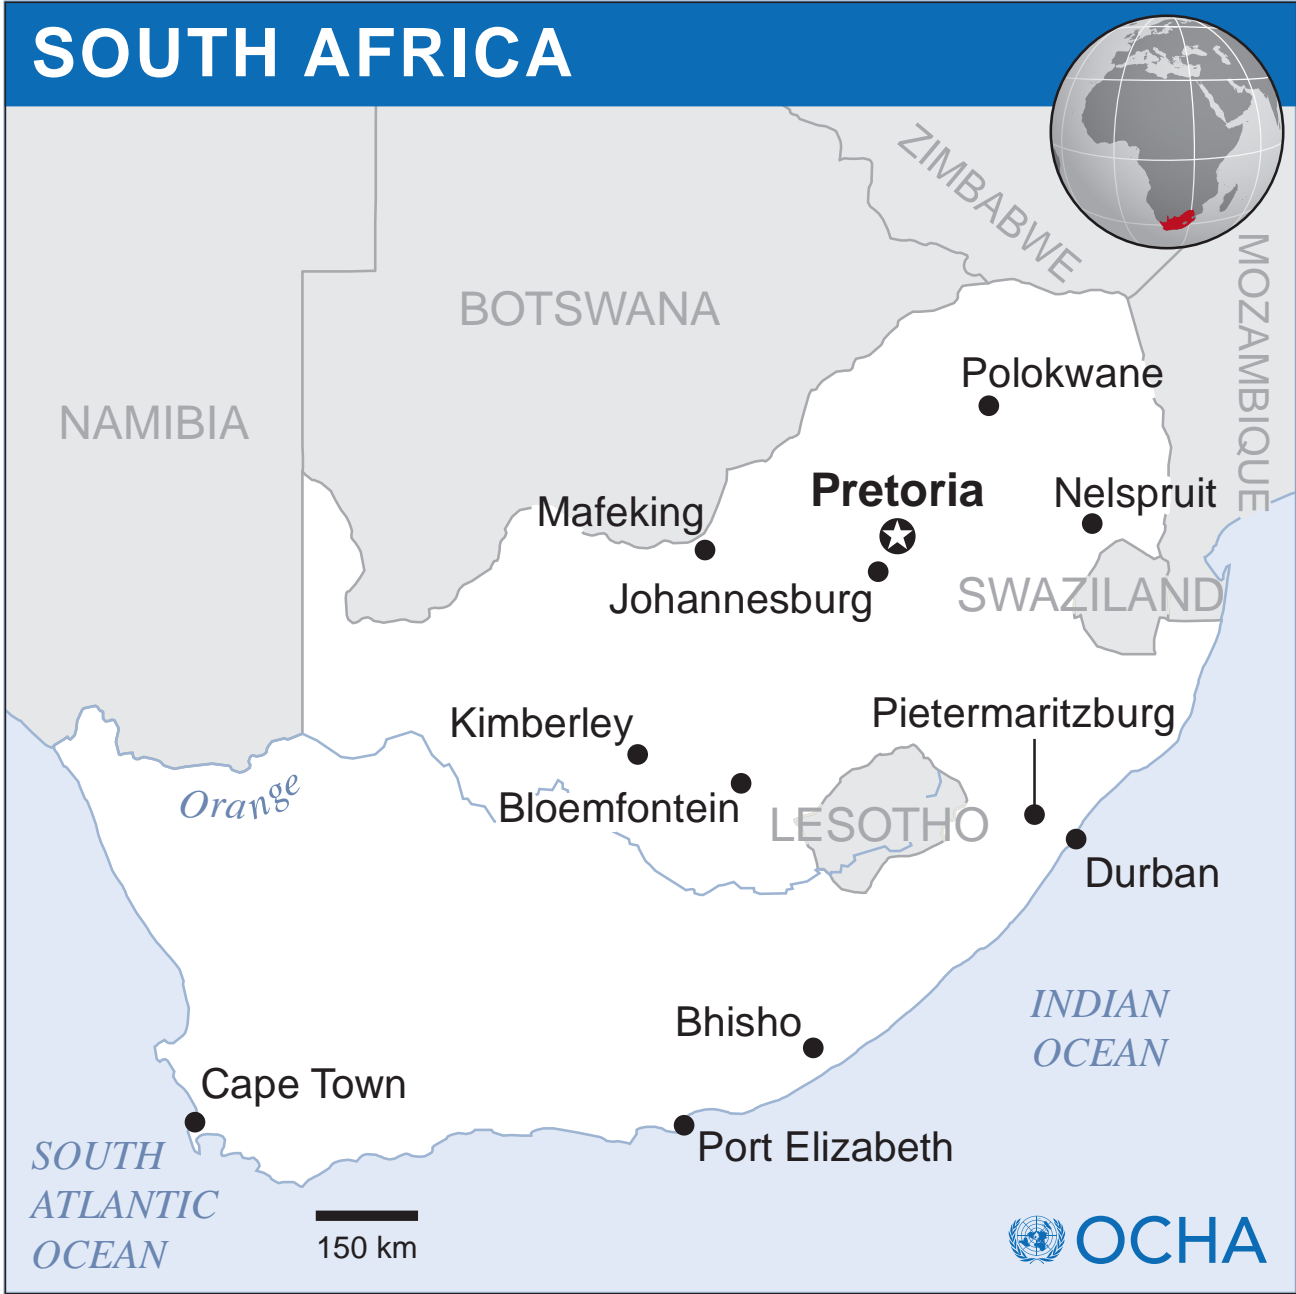 SOUTH AFRICA
ZIMBABWE
MOZAMBIQUE
BOTSWANA
NAMIBIA
Polokwane
Pretoria
Nelspruit
Mafeking
Johannesburg
SWAZILAND
Kimberley
Pietermaritzburg
Orange
Bloemfontein
LESOTHO
Durban
INDIAN
OCEAN
Bhisho
Cape Town
Port Elizabeth
SOUTH
ATLANTIC
OCEAN
150 km
OCHA